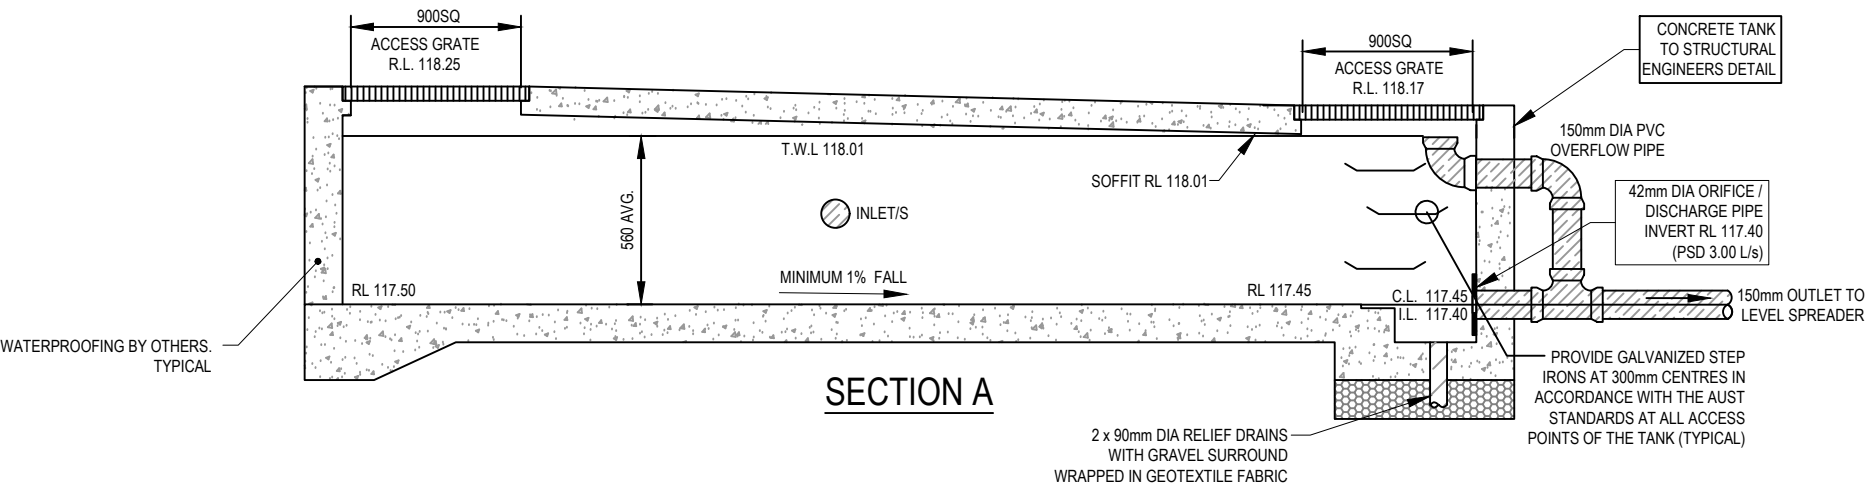 900SQ
ACCESS GRATE
R.L. 118.25
900SQ
ACCESS GRATE
R.L. 118.17
CONCRETE TANK
TO STRUCTURAL
ENGINEERS DETAIL
T.W.L 118.01
SOFFIT RL 118.01
150mm DIA PVC
OVERFLOW PIPE
560 AVG.
INLET/S
42mm DIA ORIFICE /
DISCHARGE PIPE
INVERT RL 117.40
(PSD 3.00 L/s)
RL 117.50
MINIMUM 1% FALL
RL 117.45
C.L. 117.45
I.L. 117.40
150mm OUTLET TO
LEVEL SPREADER
WATERPROOFING BY OTHERS.
TYPICAL
SECTION A
PROVIDE GALVANIZED STEP
IRONS AT 300mm CENTRES IN
ACCORDANCE WITH THE AUST
STANDARDS AT ALL ACCESS
POINTS OF THE TANK (TYPICAL)
2 x 90mm DIA RELIEF DRAINS
WITH GRAVEL SURROUND
WRAPPED IN GEOTEXTILE FABRIC